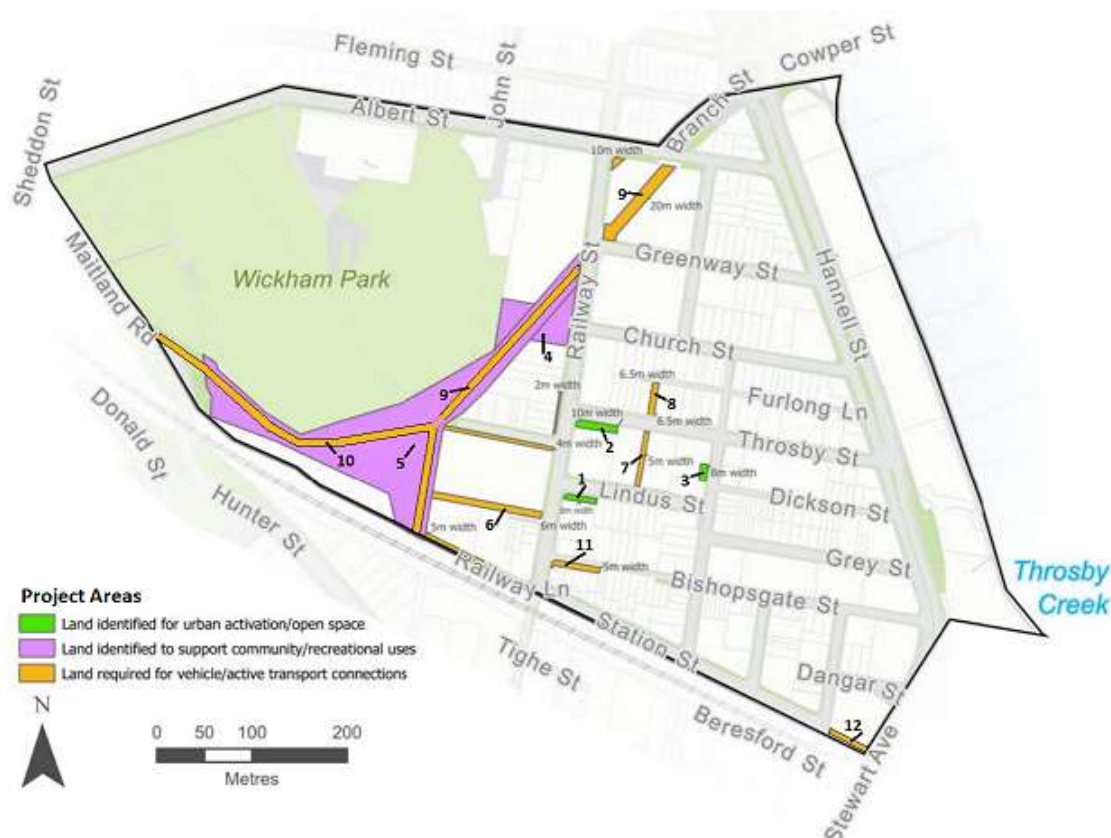 Cowper St
Fleming St
John St
Branch St
Sheddon St
Albert St
10m width
9
20m width
Wickham Park
Greenway St
Hannell St
Maitland Rd
Railway St
Church St
4
2m width
6.5m width
8
Furlong Ln
9
10m width
6.5m width
Donald St
4m width
2
Throsby St
10
5
7
5m width
3
8m width
1
Lindus St
Dickson St
Hunter St
6
5m width
6m width
11
5m width
Grey St
Railway Ln
Bishopsgate St
Throsby
Creek
Project Areas
Land identified for urban activation/open space
Land identified to support community/recreational uses
Land required for vehicle/active transport connections
Station St
Tighe St
Dangar St
N
Beresford St
12
Stewart Ave
0 50 100 200
Metres